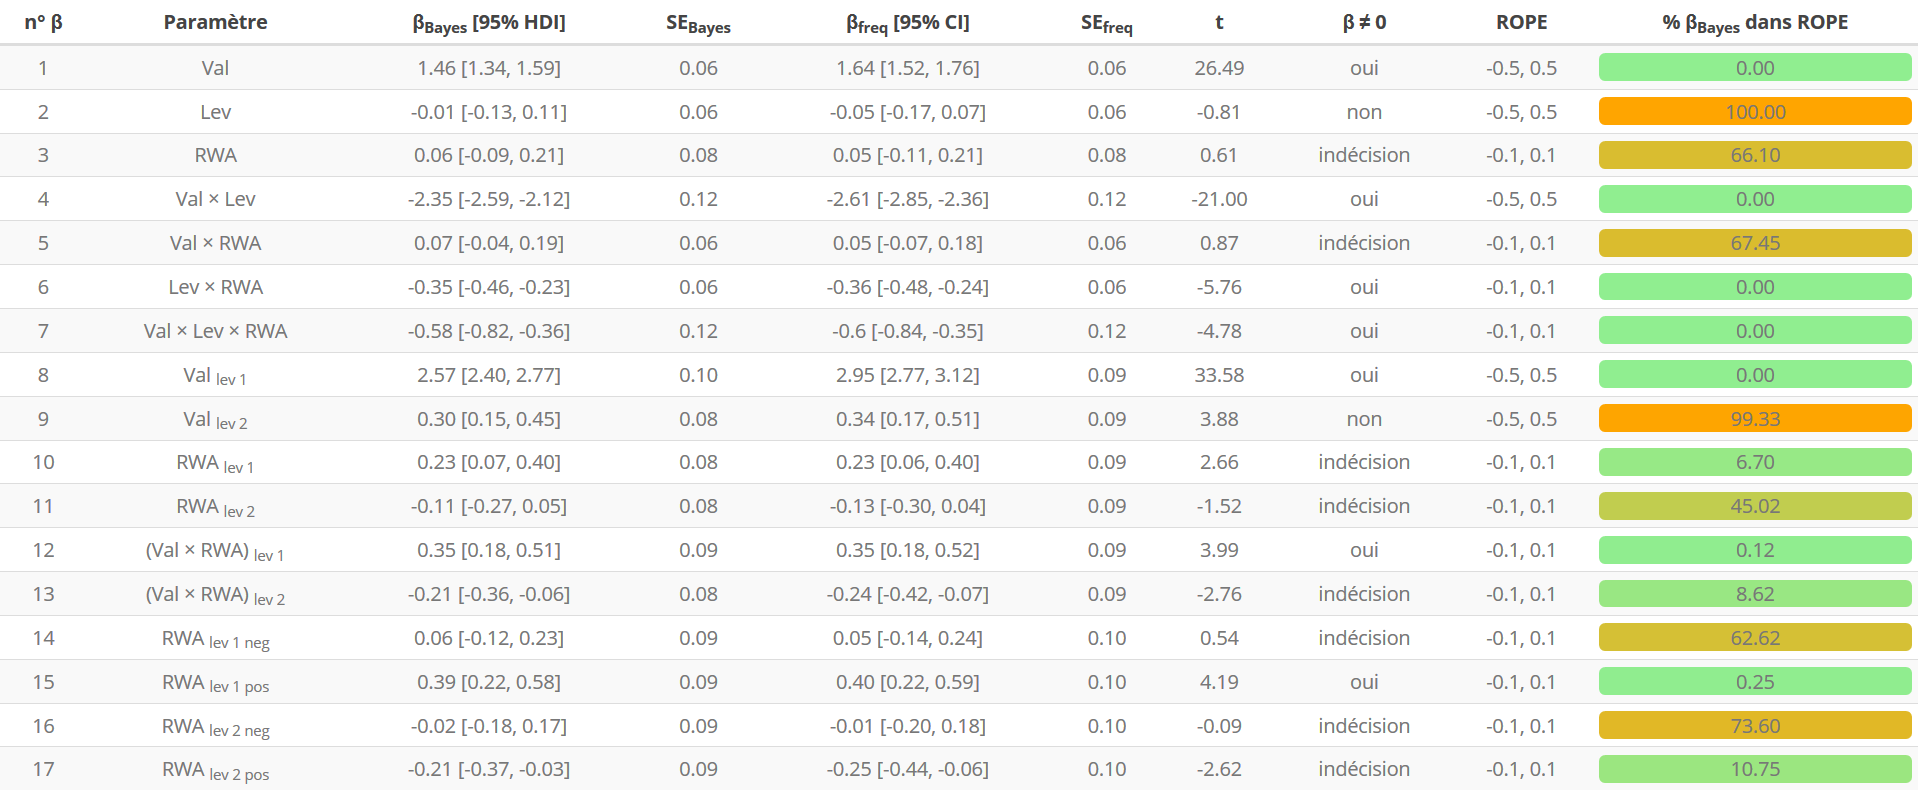 n° β Paramètre βBayes [95% HDI] SEBayes βfreq [95% CI] SEfreq t β ≠ 0 ROPE % βBayes dans ROPE
1 Val 1.46 [1.34, 1.59] 0.06 1.64 [1.52, 1.76] 0.06 26.49 oui -0.5, 0.5 0.00
2 Lev -0.01 [-0.13, 0.11] 0.06 -0.05 [-0.17, 0.07] 0.06 -0.81 non -0.5, 0.5 100.00
3 RWA 0.06 [-0.09, 0.21] 0.08 0.05 [-0.11, 0.21] 0.08 0.61 indécision -0.1, 0.1 66.10
4 Val × Lev -2.35 [-2.59, -2.12] 0.12 -2.61 [-2.85, -2.36] 0.12 -21.00 oui -0.5, 0.5 0.00
5 Val × RWA 0.07 [-0.04, 0.19] 0.06 0.05 [-0.07, 0.18] 0.06 0.87 indécision -0.1, 0.1 67.45
6 Lev × RWA -0.35 [-0.46, -0.23] 0.06 -0.36 [-0.48, -0.24] 0.06 -5.76 oui -0.1, 0.1 0.00
7 Val × Lev × RWA -0.58 [-0.82, -0.36] 0.12 -0.6 [-0.84, -0.35] 0.12 -4.78 oui -0.1, 0.1 0.00
8 Val lev 1 2.57 [2.40, 2.77] 0.10 2.95 [2.77, 3.12] 0.09 33.58 oui -0.5, 0.5 0.00
9 Val lev 2 0.30 [0.15, 0.45] 0.08 0.34 [0.17, 0.51] 0.09 3.88 non -0.5, 0.5 99.33
10 RWA lev 1 0.23 [0.07, 0.40] 0.08 0.23 [0.06, 0.40] 0.09 2.66 indécision -0.1, 0.1 6.70
11 RWA lev 2 -0.11 [-0.27, 0.05] 0.08 -0.13 [-0.30, 0.04] 0.09 -1.52 indécision -0.1, 0.1 45.02
12 (Val × RWA) lev 1 0.35 [0.18, 0.51] 0.09 0.35 [0.18, 0.52] 0.09 3.99 oui -0.1, 0.1 0.12
13 (Val × RWA) lev 2 -0.21 [-0.36, -0.06] 0.08 -0.24 [-0.42, -0.07] 0.09 -2.76 indécision -0.1, 0.1 8.62
14 RWA lev 1 neg 0.06 [-0.12, 0.23] 0.09 0.05 [-0.14, 0.24] 0.10 0.54 indécision -0.1, 0.1 62.62
15 RWA lev 1 pos 0.39 [0.22, 0.58] 0.09 0.40 [0.22, 0.59] 0.10 4.19 oui -0.1, 0.1 0.25
16 RWA lev 2 neg -0.02 [-0.18, 0.17] 0.09 -0.01 [-0.20, 0.18] 0.10 -0.09 indécision -0.1, 0.1 73.60
17 RWA lev 2 pos -0.21 [-0.37, -0.03] 0.09 -0.25 [-0.44, -0.06] 0.10 -2.62 indécision -0.1, 0.1 10.75